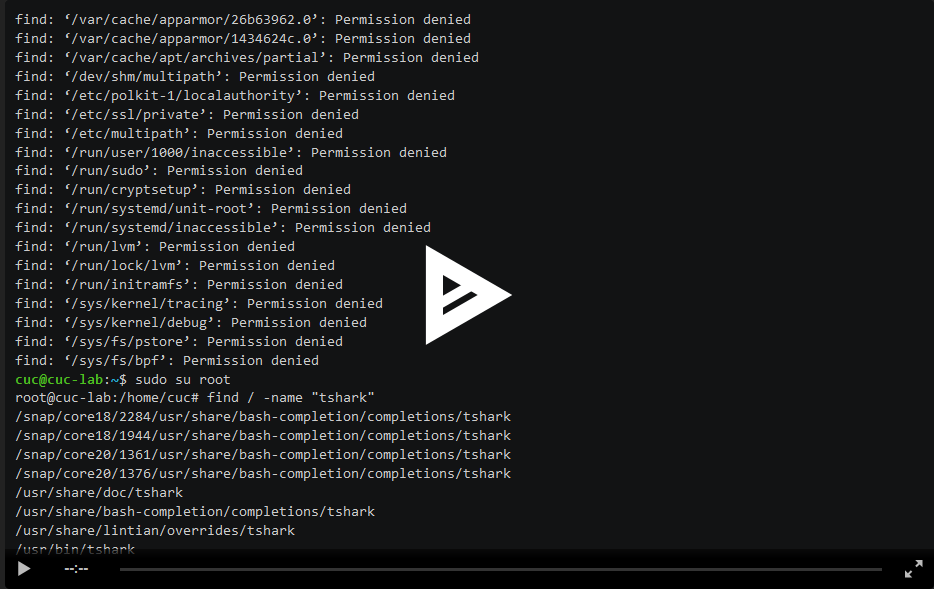 find: ‘/var/cache/apparmor/26b63962.0’: Permission denied
find: ‘/var/cache/apparmor/1434624c.0’: Permission denied
find: ‘/var/cache/apt/archives/partial’: Permission denied
find: ‘/dev/shm/multipath’: Permission denied
find: ‘/etc/polkit-1/localauthority’: Permission denied
find: ‘/etc/ssl/private’: Permission denied
find: ‘/etc/multipath’: Permission denied
find: ‘/run/user/1000/inaccessible’: Permission denied
find: ‘/run/sudo’: Permission denied
find: ‘/run/cryptsetup’: Permission denied
find: ‘/run/systemd/unit-root’: Permission denied
find: ‘/run/systemd/inaccessible’: Permission denied
find: ‘/run/lvm’: Permission denied
find: ‘/run/lock/lvm’: Permission denied
find: ‘/run/initramfs’: Permission denied
find: ‘/sys/kernel/tracing’: Permission denied
find: ‘/sys/kernel/debug’: Permission denied
find: ‘/sys/fs/pstore’: Permission denied
find: ‘/sys/fs/bpf’: Permission denied
cuc@cuc-lab:~$ sudo su root
root@cuc-lab:/home/cuc# find / -name "tshark"
/snap/core18/2284/usr/share/bash-completion/completions/tshark
/snap/core18/1944/usr/share/bash-completion/completions/tshark
/snap/core20/1361/usr/share/bash-completion/completions/tshark
/snap/core20/1376/usr/share/bash-completion/completions/tshark
/usr/share/doc/tshark
/usr/share/bash-completion/completions/tshark
/usr/share/lintian/overrides/tshark
/usr/bin/tshark
--:--